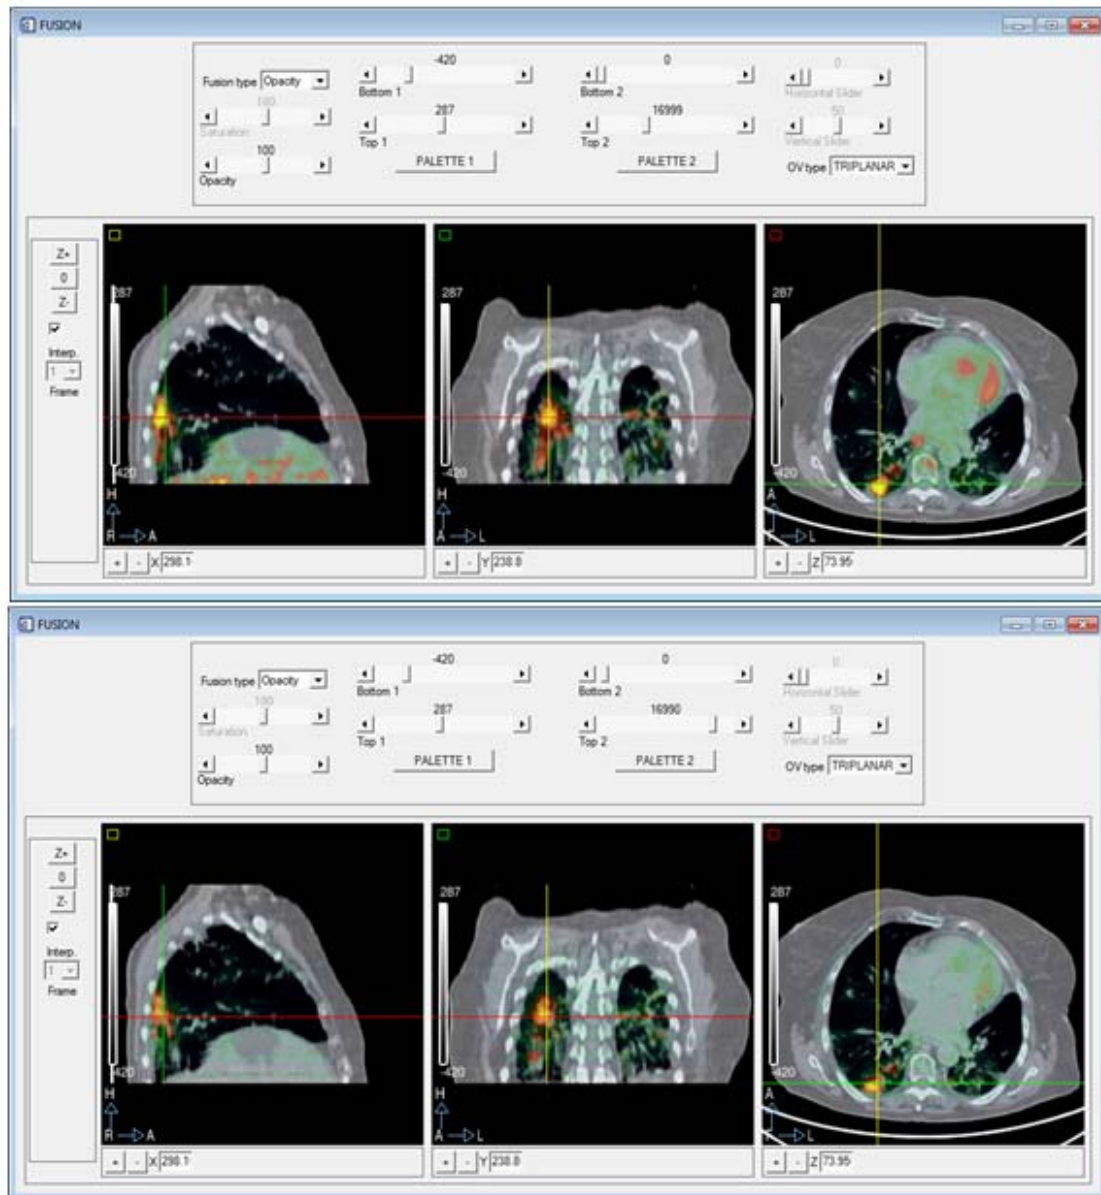 FUSION
-420 0 0
Fusion type Opacity Bottom 1 Bottom 2 Horizontal Slider
100 287 16999 50
Saturation Top 1 Top 2 Vertical Slider
100 PALETTE 1 PALETTE 2 OV type TRIPLANAR
Opacity
Z+
0
Z-
Interp.
1
Frame
287 287 287
-420 -420 -420
H H A
R A A L L
+ - X 298.1 + - Y 238.8 + - Z 73.95
FUSION
-420 0 0
Fusion type Opacity Bottom 1 Bottom 2 Horizontal Slider
100 287 16990 50
Saturation Top 1 Top 2 Vertical Slider
100 PALETTE 1 PALETTE 2 OV type TRIPLANAR
Opacity
Z+
0
Z-
Interp.
1
Frame
287 287 287
-420 -420 -420
H H A
R A A L L
+ - X 298.1 + - Y 238.8 + - Z 73.95